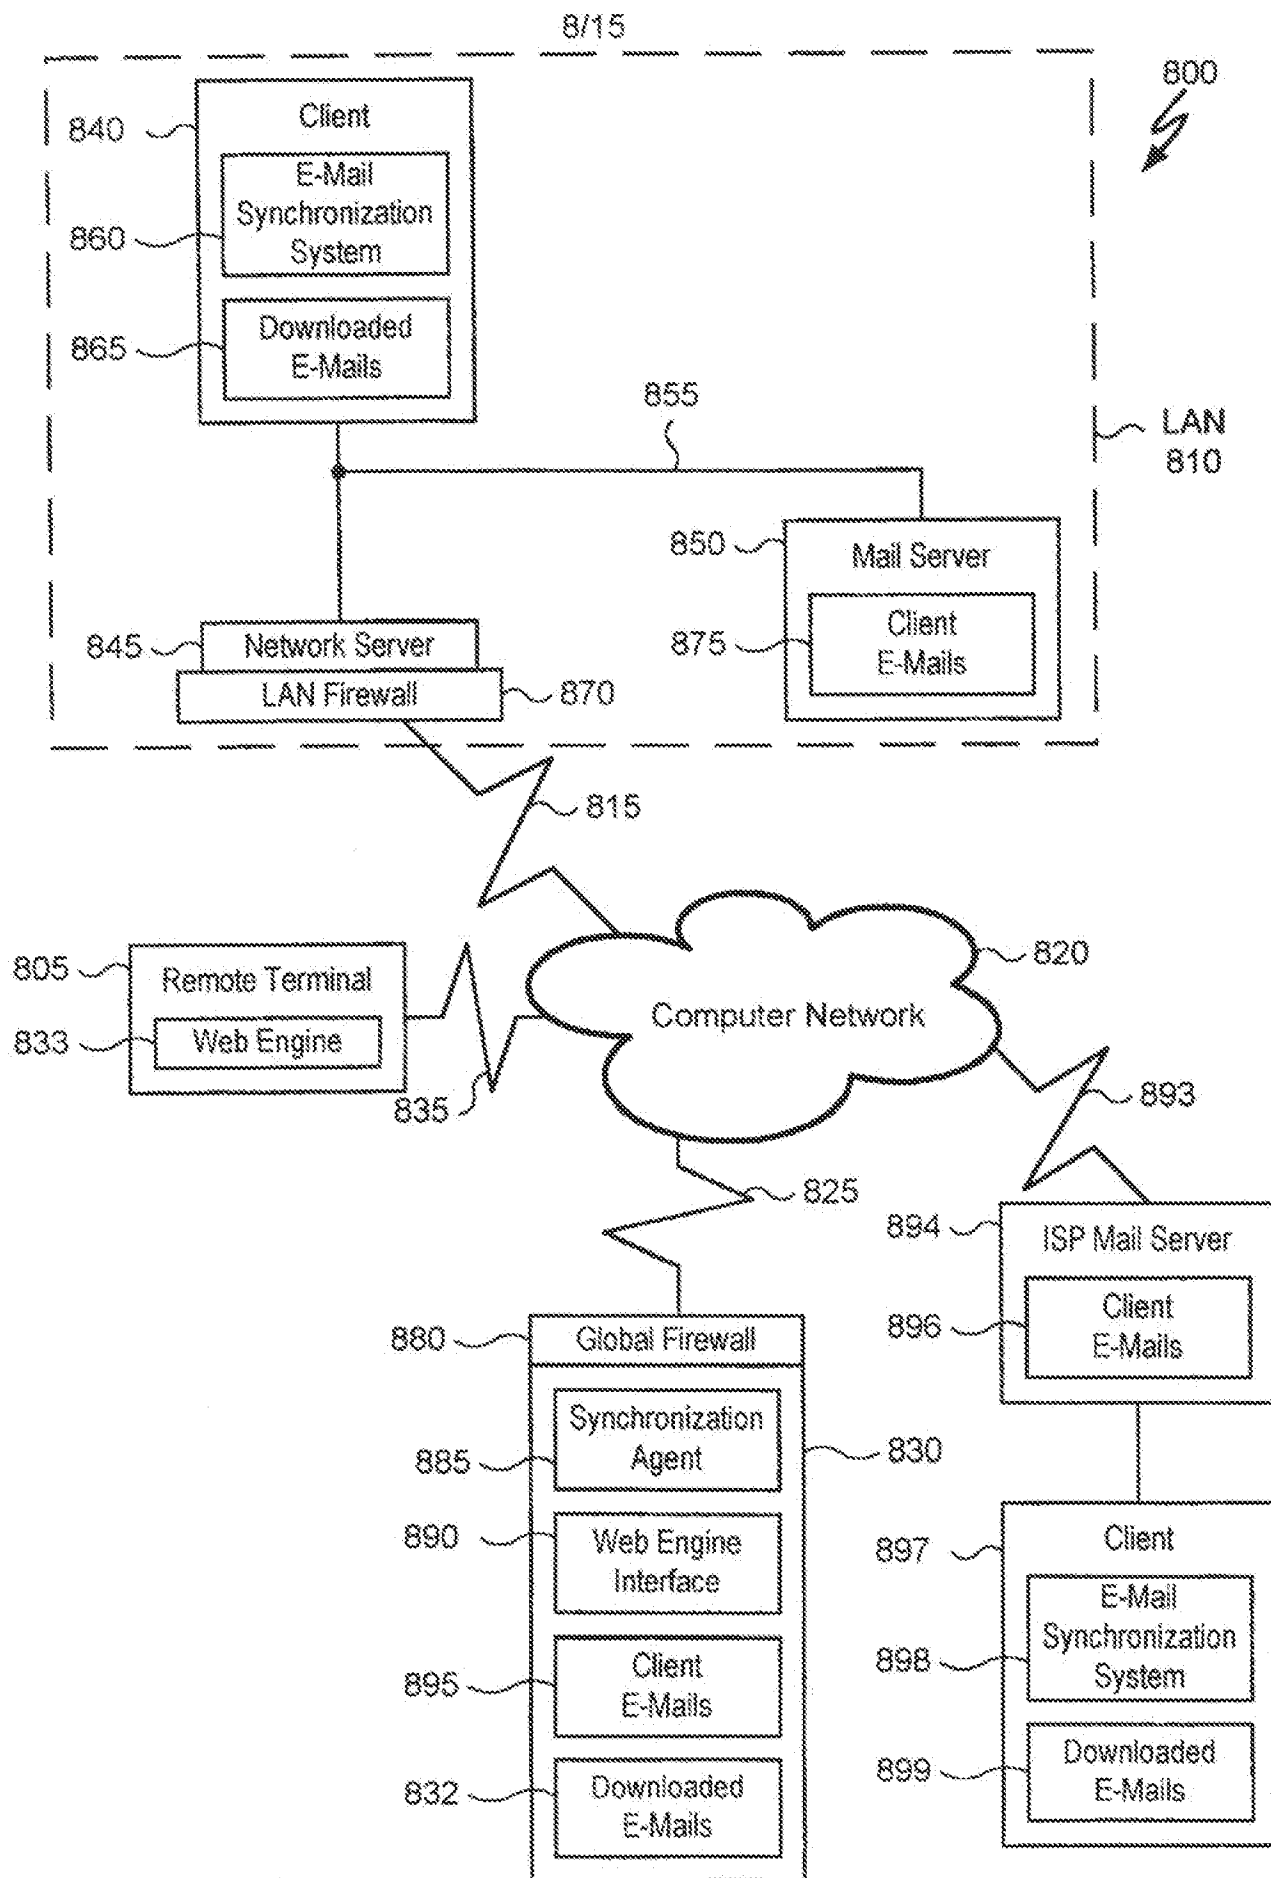 8/15
800
840
Client
E-Mail
Synchronization
System
860
Downloaded
E-Mails
865
855
LAN
810
850
Mail Server
Client
E-Mails
875
845
Network Server
LAN Firewall
870
815
805
Remote Terminal
Web Engine
833
835
Computer Network
820
893
825
894
ISP Mail Server
Client
E-Mails
896
880
Global Firewall
Synchronization
Agent
885
830
890
Web Engine
Interface
895
Client
E-Mails
832
Downloaded
E-Mails
897
Client
E-Mail
Synchronization
System
898
Downloaded
E-Mails
899